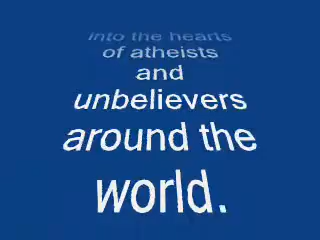 into the hearts
of atheists
and
unbelievers
around the
world.